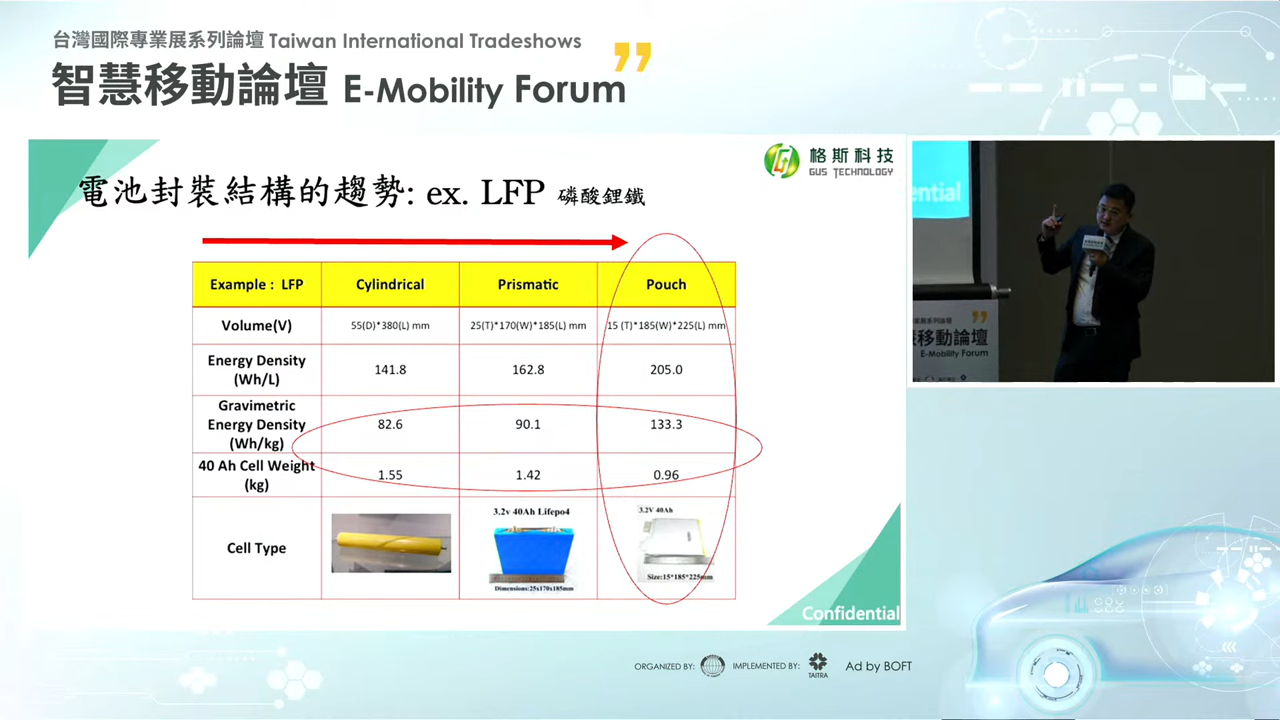 台灣國際專業展系列論壇 Taiwan International Tradeshows
智慧移動論壇 E-Mobility Forum
格斯科技
GUS TECHNOLOGY
電池封裝結構的趨勢: ex. LFP 磷酸鋰鐵
Example : LFP Cylindrical Prismatic Pouch
Volume(V) 55(D)*380(L) mm 25(T)*170(W)*185(L) mm 15 (T)*185(W)*225(L) mm
Energy Density
(Wh/L) 141.8 162.8 205.0
Gravimetric
Energy Density
(Wh/kg) 82.6 90.1 133.3
40 Ah Cell Weight
(kg) 1.55 1.42 0.96
Cell Type
3.2v 40Ah Lifepo4
Dimensions:25x170x185mm
3.2V 40Ah
Size:15*185*225mm
Confidential
ential
慧移動論壇
E-Mobility Forum
ORGANIZED BY: IMPLEMENTED BY: TAITRA Ad by BOFT